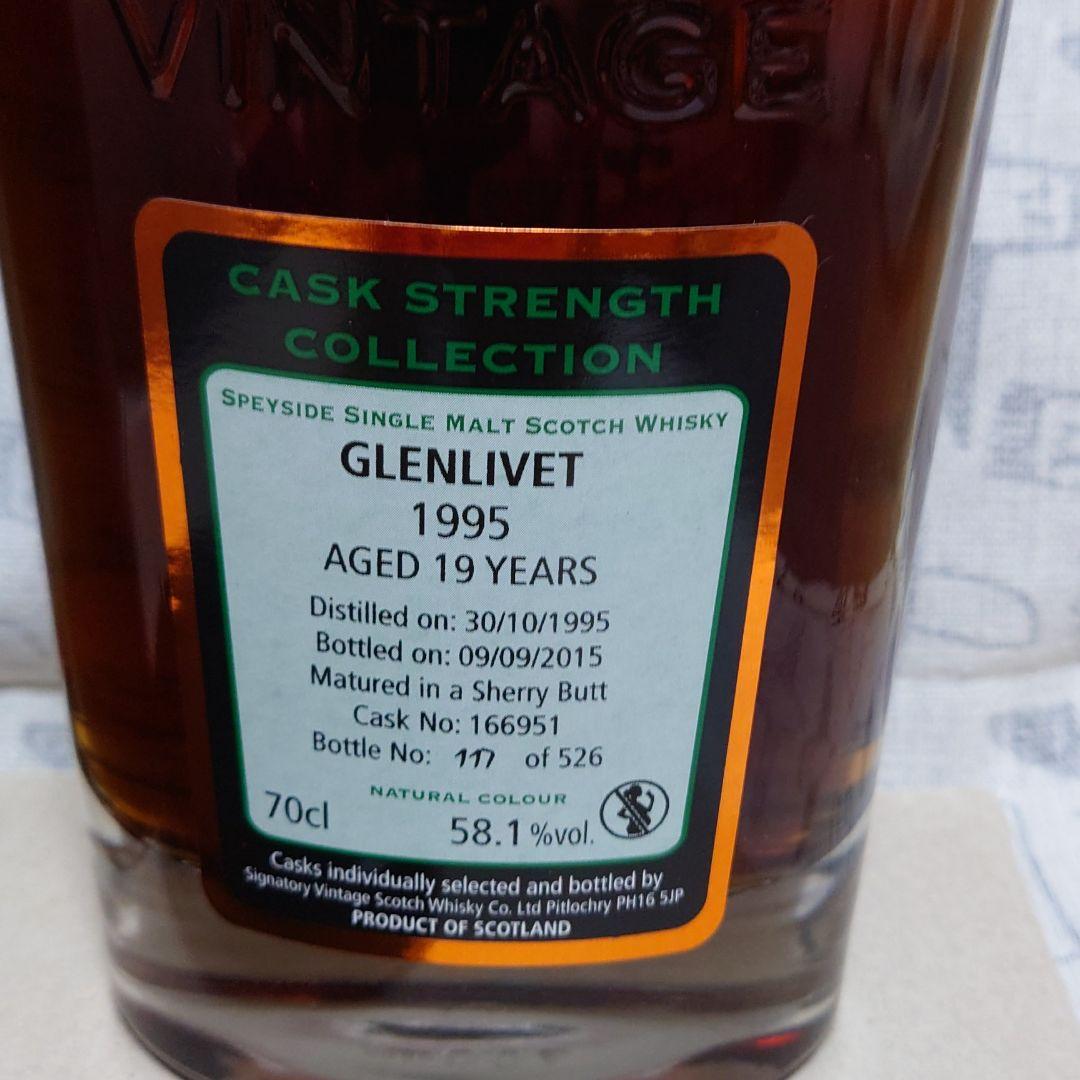 VINTAGE
CASK STRENGTH
COLLECTION
SPEYSIDE SINGLE MALT SCOTCH WHISKY
GLENLIVET
1995
AGED 19 YEARS
Distilled on: 30/10/1995
Bottled on: 09/09/2015
Matured in a Sherry Butt
Cask No: 166951
Bottle No: 117 of 526
NATURAL COLOUR
70cl
58.1 %vol.
Casks individually selected and bottled by
Signatory Vintage Scotch Whisky Co. Ltd Pitlochry PH16 5JP
PRODUCT OF SCOTLAND